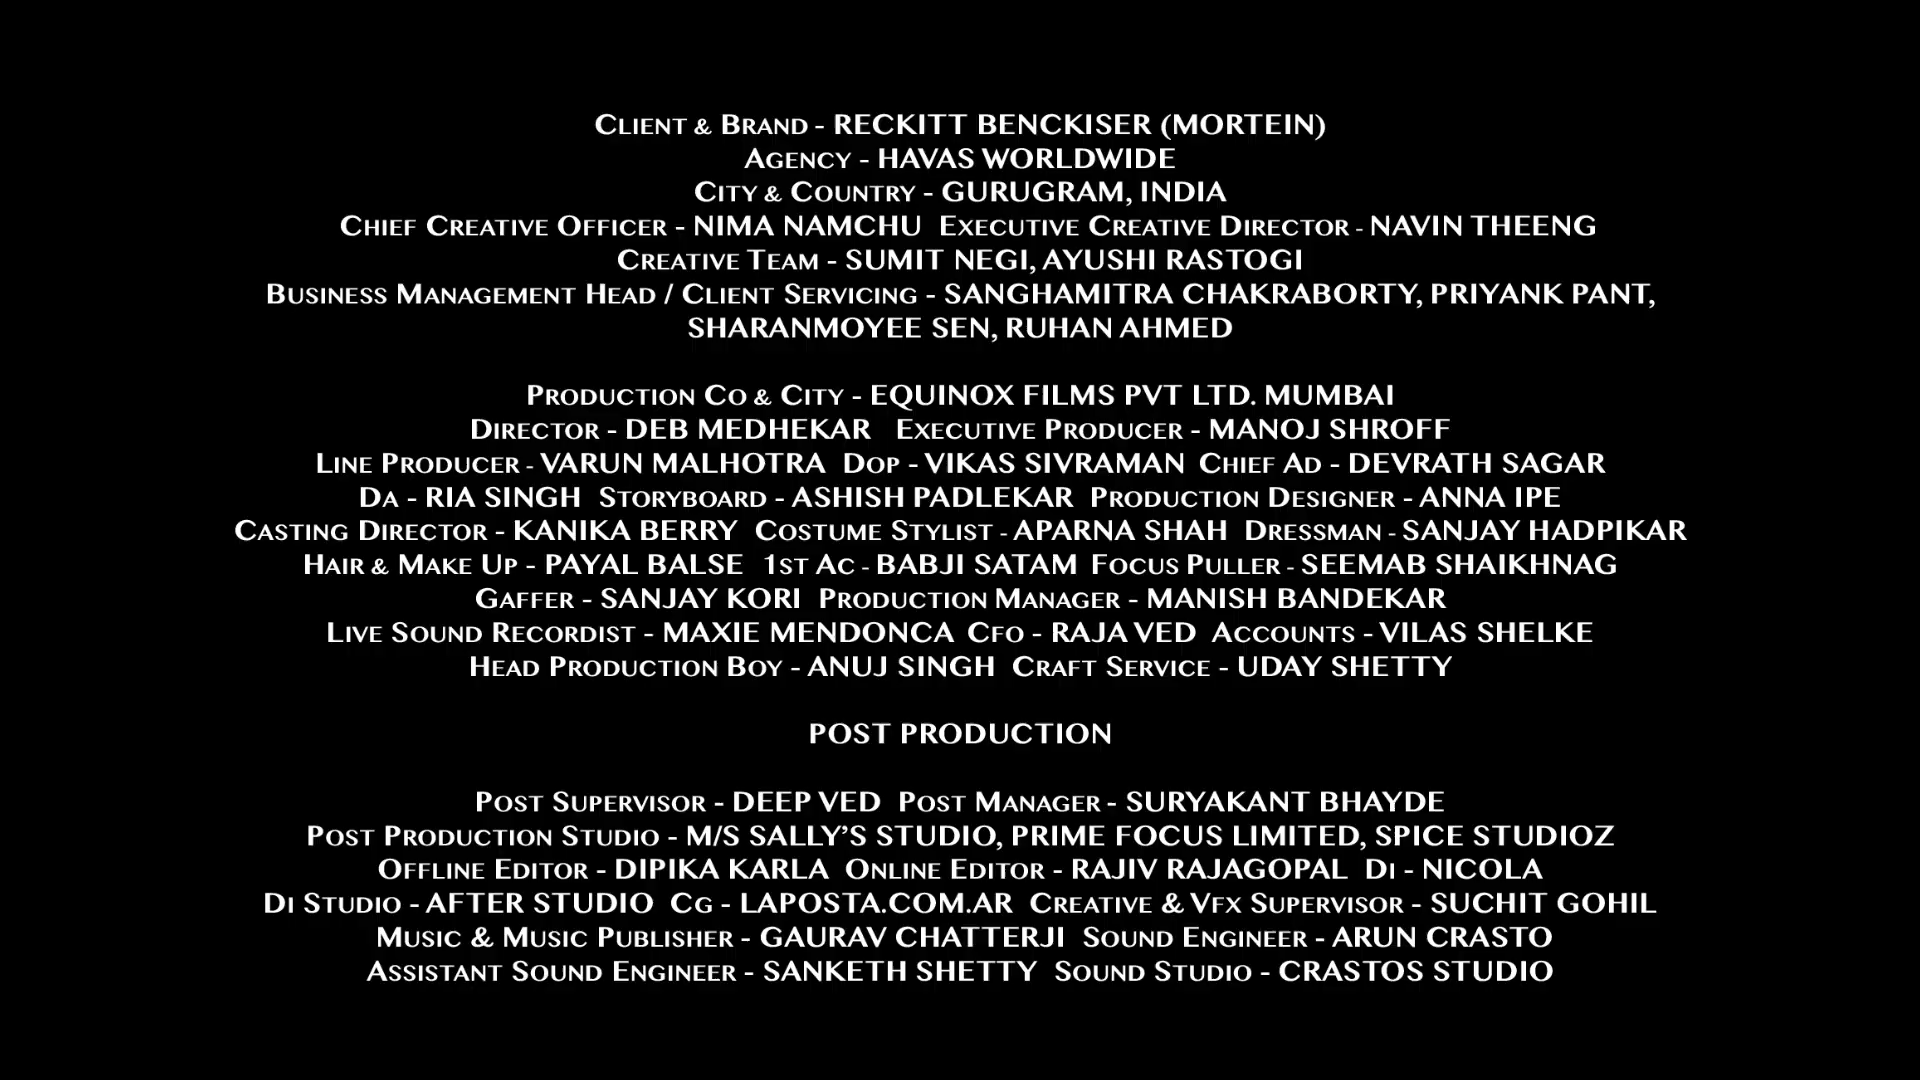 Client & Brand - RECKITT BENCKISER (MORTEIN)
Agency - HAVAS WORLDWIDE
City & Country - GURUGRAM, INDIA
Chief Creative Officer - NIMA NAMCHU Executive Creative Director - NAVIN THEENG
Creative Team - SUMIT NEGI, AYUSHI RASTOGI
Business Management Head / Client Servicing - SANGHAMITRA CHAKRABORTY, PRIYANK PANT,
SHARANMOYEE SEN, RUHAN AHMED
Production Co & City - EQUINOX FILMS PVT LTD. MUMBAI
Director - DEB MEDHEKAR Executive Producer - MANOJ SHROFF
Line Producer - VARUN MALHOTRA Dop - VIKAS SIVRAMAN Chief Ad - DEVRATH SAGAR
Da - RIA SINGH Storyboard - ASHISH PADLEKAR Production Designer - ANNA IPE
Casting Director - KANIKA BERRY Costume Stylist - APARNA SHAH Dressman - SANJAY HADPIKAR
Hair & Make Up - PAYAL BALSE 1st Ac - BABJI SATAM Focus Puller - SEEMAB SHAIKHNAG
Gaffer - SANJAY KORI Production Manager - MANISH BANDEKAR
Live Sound Recordist - MAXIE MENDONCA Cfo - RAJA VED Accounts - VILAS SHELKE
Head Production Boy - ANUJ SINGH Craft Service - UDAY SHETTY
POST PRODUCTION
Post Supervisor - DEEP VED Post Manager - SURYAKANT BHAYDE
Post Production Studio - M/S SALLY'S STUDIO, PRIME FOCUS LIMITED, SPICE STUDIOZ
Offline Editor - DIPIKA KARLA Online Editor - RAJIV RAJAGOPAL Di - NICOLA
Di Studio - AFTER STUDIO Cg - LAPOSTA.COM.AR Creative & Vfx Supervisor - SUCHIT GOHIL
Music & Music Publisher - GAURAV CHATTERJI Sound Engineer - ARUN CRASTO
Assistant Sound Engineer - SANKETH SHETTY Sound Studio - CRASTOS STUDIO